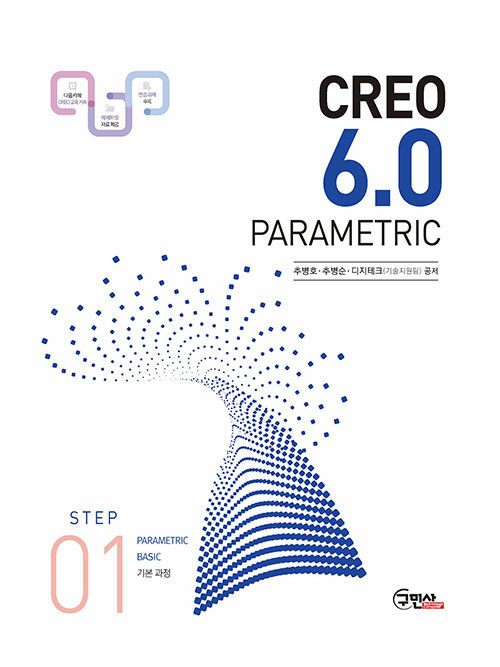 다음카페
CREO 교육 카페
예제파일
자료 제공
연습과제
수록
CREO
6.0
PARAMETRIC
추병호·추병순·디지테크(기술지원팀) 공저
STEP
01
PARAMETRIC
BASIC
기본 과정
구민사